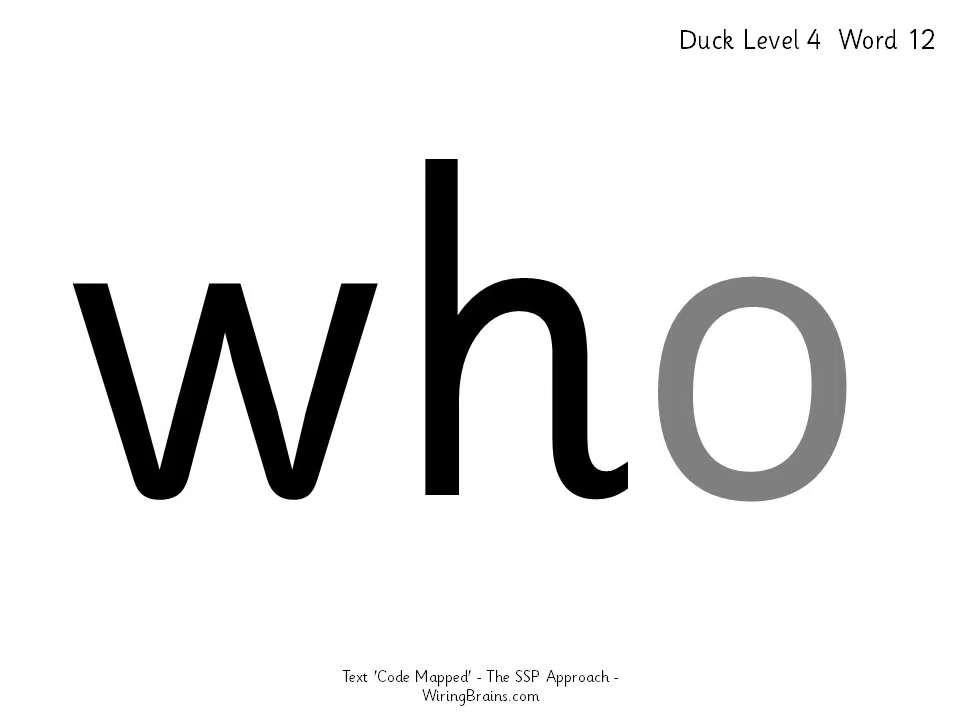 Duck Level 4 Word 12
who
Text 'Code Mapped' - The SSP Approach -
WiringBrains.com